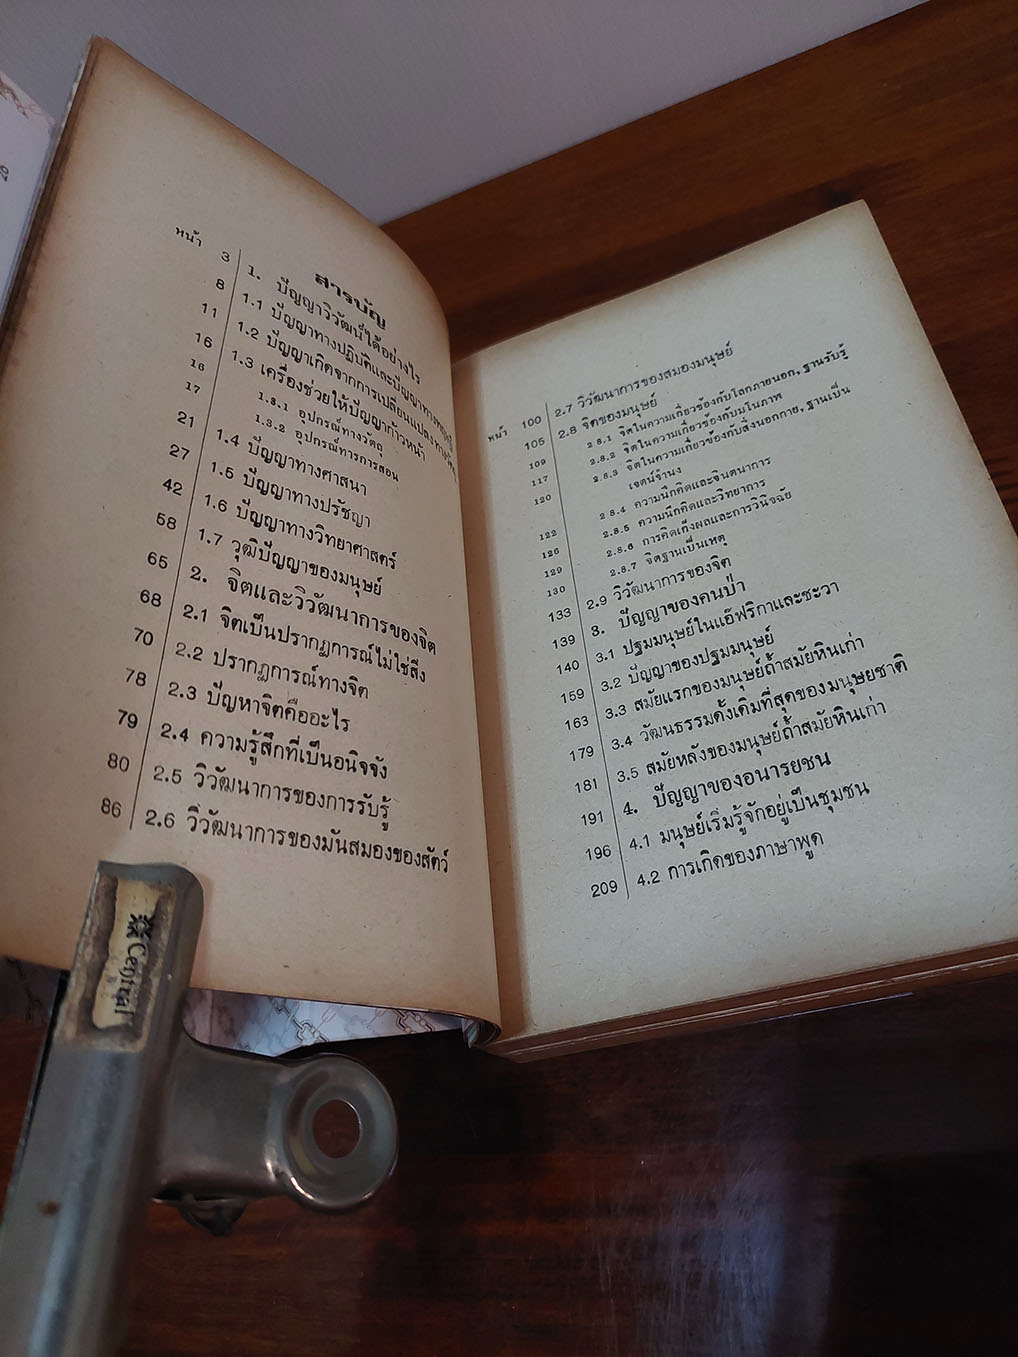 สารบัญ
หน้า
3 1. ปัญญาวิวัฒน์ได้อย่างไร
8 1.1 ปัญญาทางปฏิบัติและปัญญาทางทฤษฎี
11 1.2 ปัญญาเกิดจากการเปลี่ยนแปลง
16 1.3 เครื่องช่วยให้ปัญญาก้าวหน้า
16 1.3.1 อุปกรณ์ทางวัตถุ
17 1.3.2 อุปกรณ์ทารการสอน
21 1.4 ปัญญาทางศาสนา
27 1.5 ปัญญาทางปรัชญา
42 1.6 ปัญญาทางวิทยาศาสตร์
58 1.7 วุฒิปัญญาของมนุษย์
65 2. จิตและวิวัฒนาการของจิต
68 2.1 จิตเป็นปรากฏการณ์ไม่ใช่สิ่ง
70 2.2 ปรากฏการณ์ทางจิต
78 2.3 ปัญหาจิตคืออะไร
79 2.4 ความรู้สึกที่เป็นอนิจจัง
80 2.5 วิวัฒนาการของการรับรู้
86 2.6 วิวัฒนาการของมันสมองของสัตว์
หน้า
100 2.7 วิวัฒนาการของสมองมนุษย์
105 2.8 จิตของมนุษย์
109 2.8.1 จิตในความเกี่ยวข้องกับโลกภายนอก, ฐานรับรู้
117 2.8.2 จิตในความเกี่ยวข้องกับมโนภาพ
120 2.8.3 จิตในความเกี่ยวข้องกับสิ่งนอกกาย, ฐานเป็น
เจตน์จำนง
122 2.8.4 ความนึกคิดและจินตนาการ
126 2.8.5 ความนึกคิดและวิทยาการ
129 2.8.6 การคิดเก็งผลและการวินิจฉัย
130 2.8.7 จิตฐานเป็นเหตุ
133 2.9 วิวัฒนาการของจิต
139 3. ปัญญาของคนป่า
140 3.1 ปฐมมนุษย์ในแอ๊ฟริกาและชะวา
159 3.2 ปัญญาของปฐมมนุษย์
163 3.3 สมัยแรกของมนุษย์ถ้ำสมัยหินเก่า
179 3.4 วัฒนธรรมดั้งเดิมที่สุดของมนุษยชาติ
181 3.5 สมัยหลังของมนุษย์ถ้ำสมัยหินเก่า
191 4. ปัญญาของอนารยชน
196 4.1 มนุษย์เริ่มรู้จักอยู่เป็นชุมชน
209 4.2 การเกิดของภาษาพูด
Central